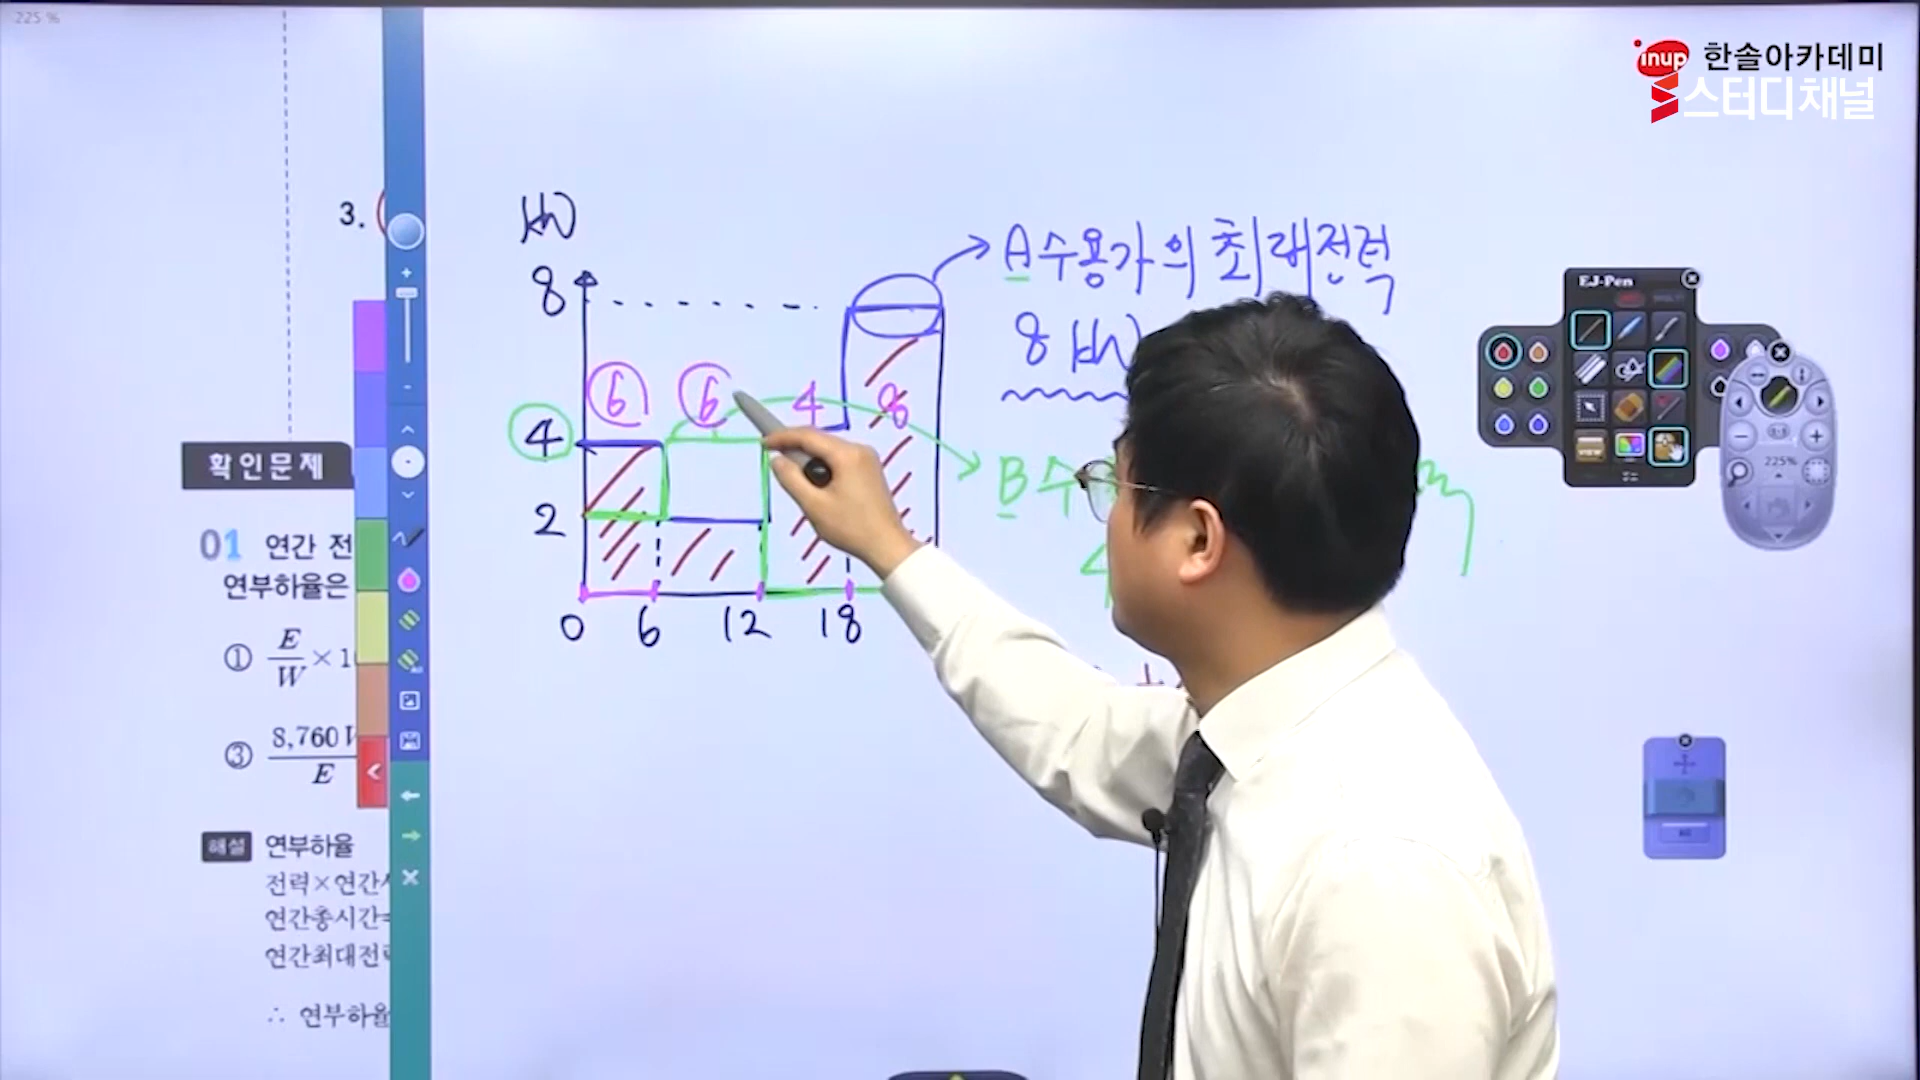 225 %
inup 한솔아카데미
스터디채널
3.
확인문제
01 연간 전
연부하율은
① E/W × 1
③ 8,760 / E
해설 연부하율
전력×연간
연간총시간=
연간최대전
∴ 연부하율
kW
8
4
2
0 6 12 18
6 6 4 8
A수용가의 최대전력
8 kW
B 수
4
EJ-Pen
VIEW
225%